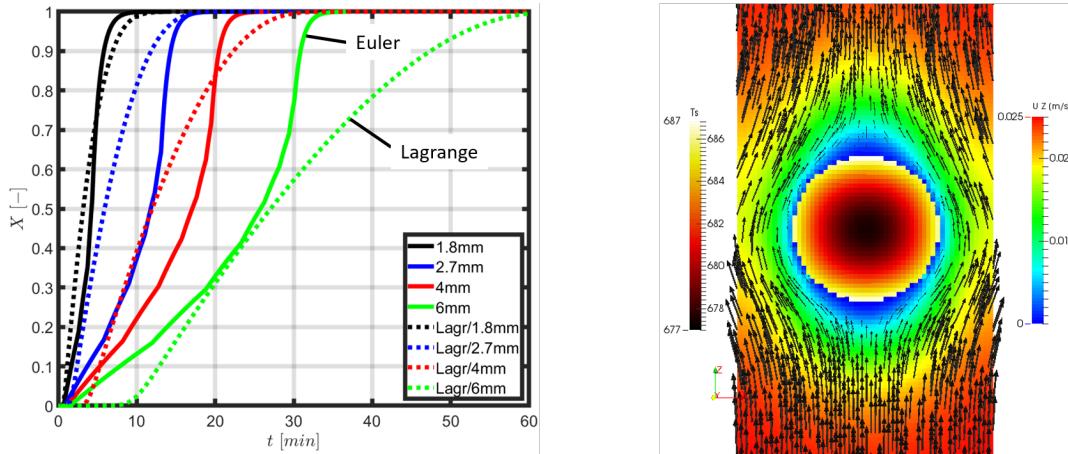 1
0.9
0.8
0.7
0.6
0.5
0.4
0.3
0.2
0.1
0
X [−]
0 10 20 30 40 50 60
t [min]
Euler
Lagrange
1.8mm
2.7mm
4mm
6mm
Lagr/1.8mm
Lagr/2.7mm
Lagr/4mm
Lagr/6mm
Ts
687
686
684
682
680
678
677
U Z (m/s
0.025
0.02
0.01
0
Z